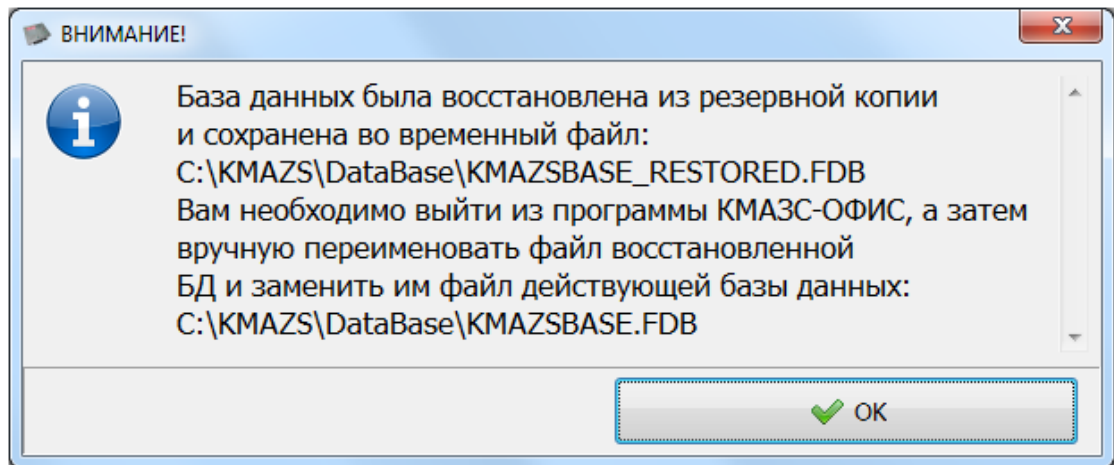 ВНИМАНИЕ!
База данных была восстановлена из резервной копии
и сохранена во временный файл:
C:\KMAZS\DataBase\KMAZSBASE_RESTORED.FDB
Вам необходимо выйти из программы КМАЗС-ОФИС, а затем
вручную переименовать файл восстановленной
БД и заменить им файл действующей базы данных:
C:\KMAZS\DataBase\KMAZSBASE.FDB
OK